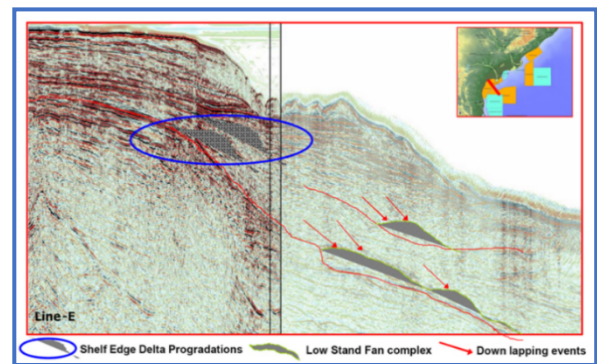 Line-E
Shelf Edge Delta Progradations
Low Stand Fan complex
Down lapping events